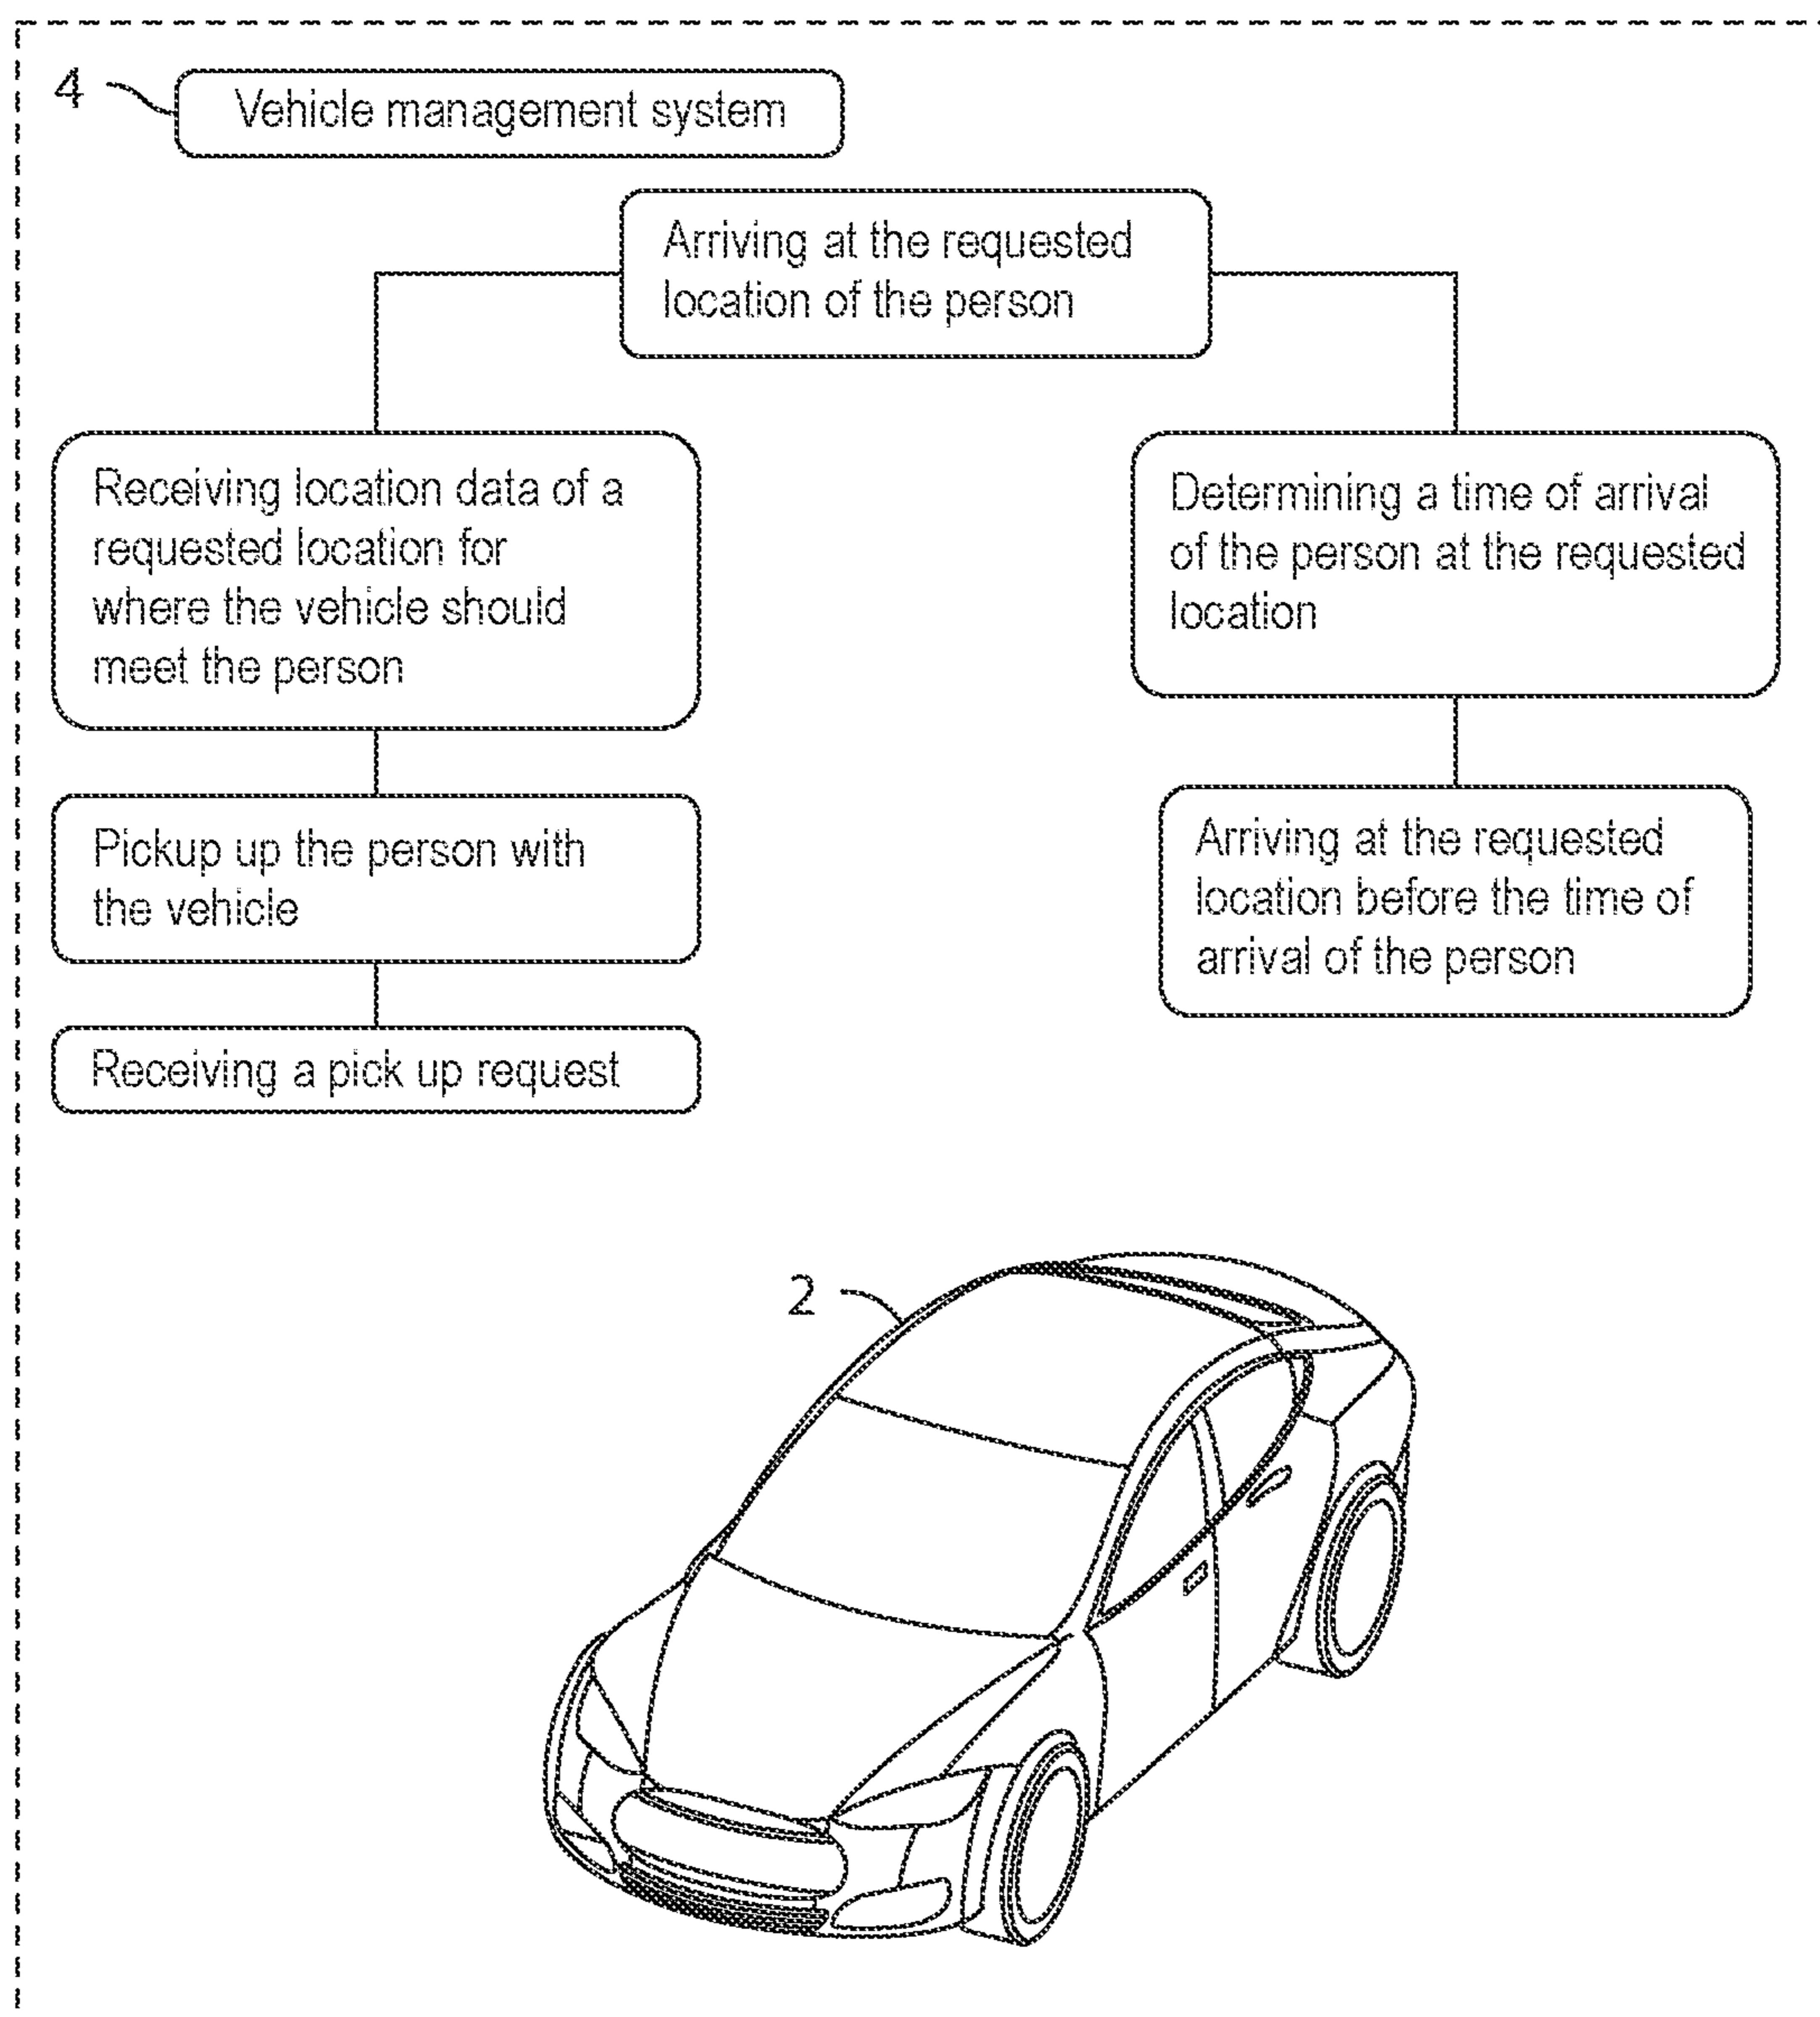 4
Vehicle management system
Arriving at the requested
location of the person
Receiving location data of a
requested location for
where the vehicle should
meet the person
Determining a time of arrival
of the person at the requested
location
Pickup up the person with
the vehicle
Arriving at the requested
location before the time of
arrival of the person
Receiving a pick up request
2